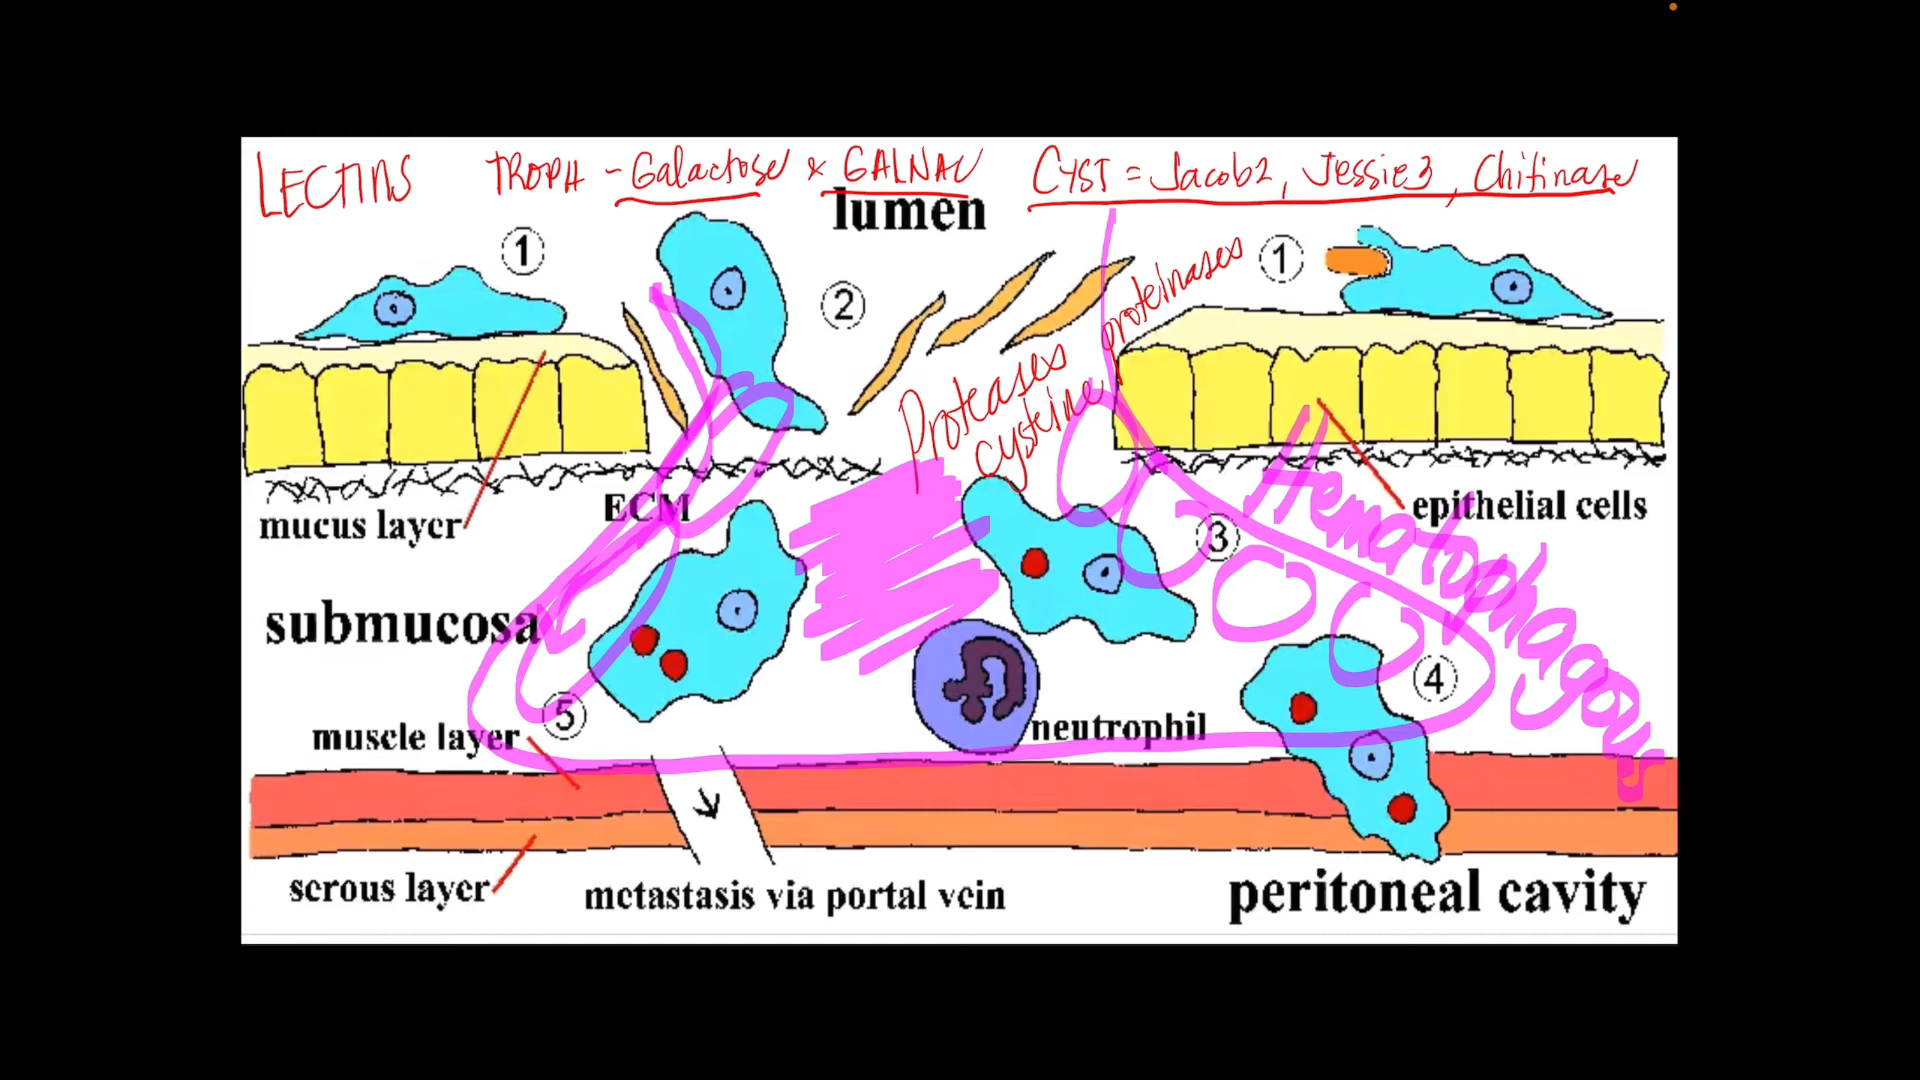 LECTINS TROPH - Galactose & GALNAC CYST = Jacob2, Jessie3, Chitinase
lumen
1
2
1
Proteases
cysteine proteinases
mucus layer
ECM
3
epithelial cells
Hematophagous
submucosa
4
5
muscle layer
neutrophil
serous layer
metastasis via portal vein
peritoneal cavity